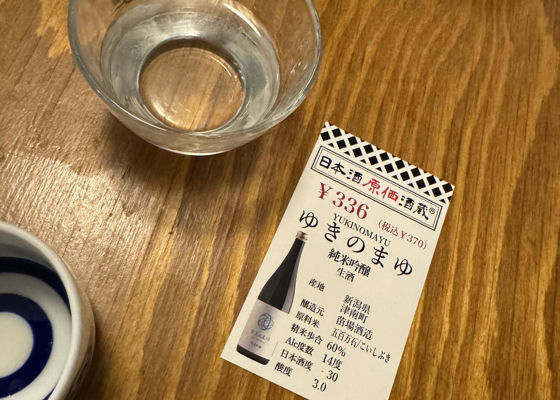 日本酒原価酒蔵®
¥336 (税込¥370)
YUKINOMAYU
ゆきのまゆ
純米吟醸
生酒
産地 新潟県
津南町
醸造元 苗場酒造
原料米 五百万石/こいしぶき
精米歩合 60%
Alc度数 14度
日本酒度 - 30
酸度 3.0